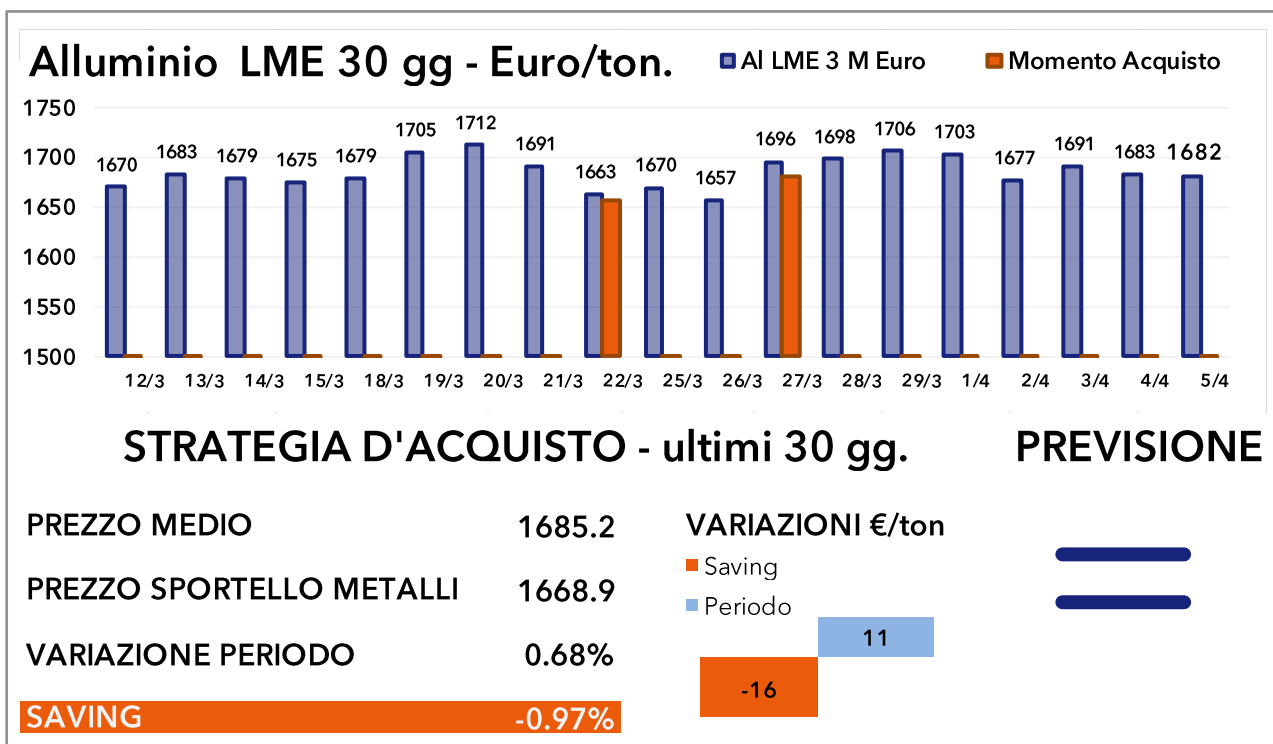 Alluminio LME 30 gg - Euro/ton.
Al LME 3 M Euro
Momento Acquisto
1750
1700
1650
1600
1550
1500
1670 1683 1679 1675 1679 1705 1712 1691 1663 1670 1657 1696 1698 1706 1703 1677 1691 1683 1682
12/3 13/3 14/3 15/3 18/3 19/3 20/3 21/3 22/3 25/3 26/3 27/3 28/3 29/3 1/4 2/4 3/4 4/4 5/4
STRATEGIA D'ACQUISTO - ultimi 30 gg.
PREVISIONE
PREZZO MEDIO 1685.2
PREZZO SPORTELLO METALLI 1668.9
VARIAZIONE PERIODO 0.68%
SAVING -0.97%
VARIAZIONI €/ton
Saving
Periodo
11
-16